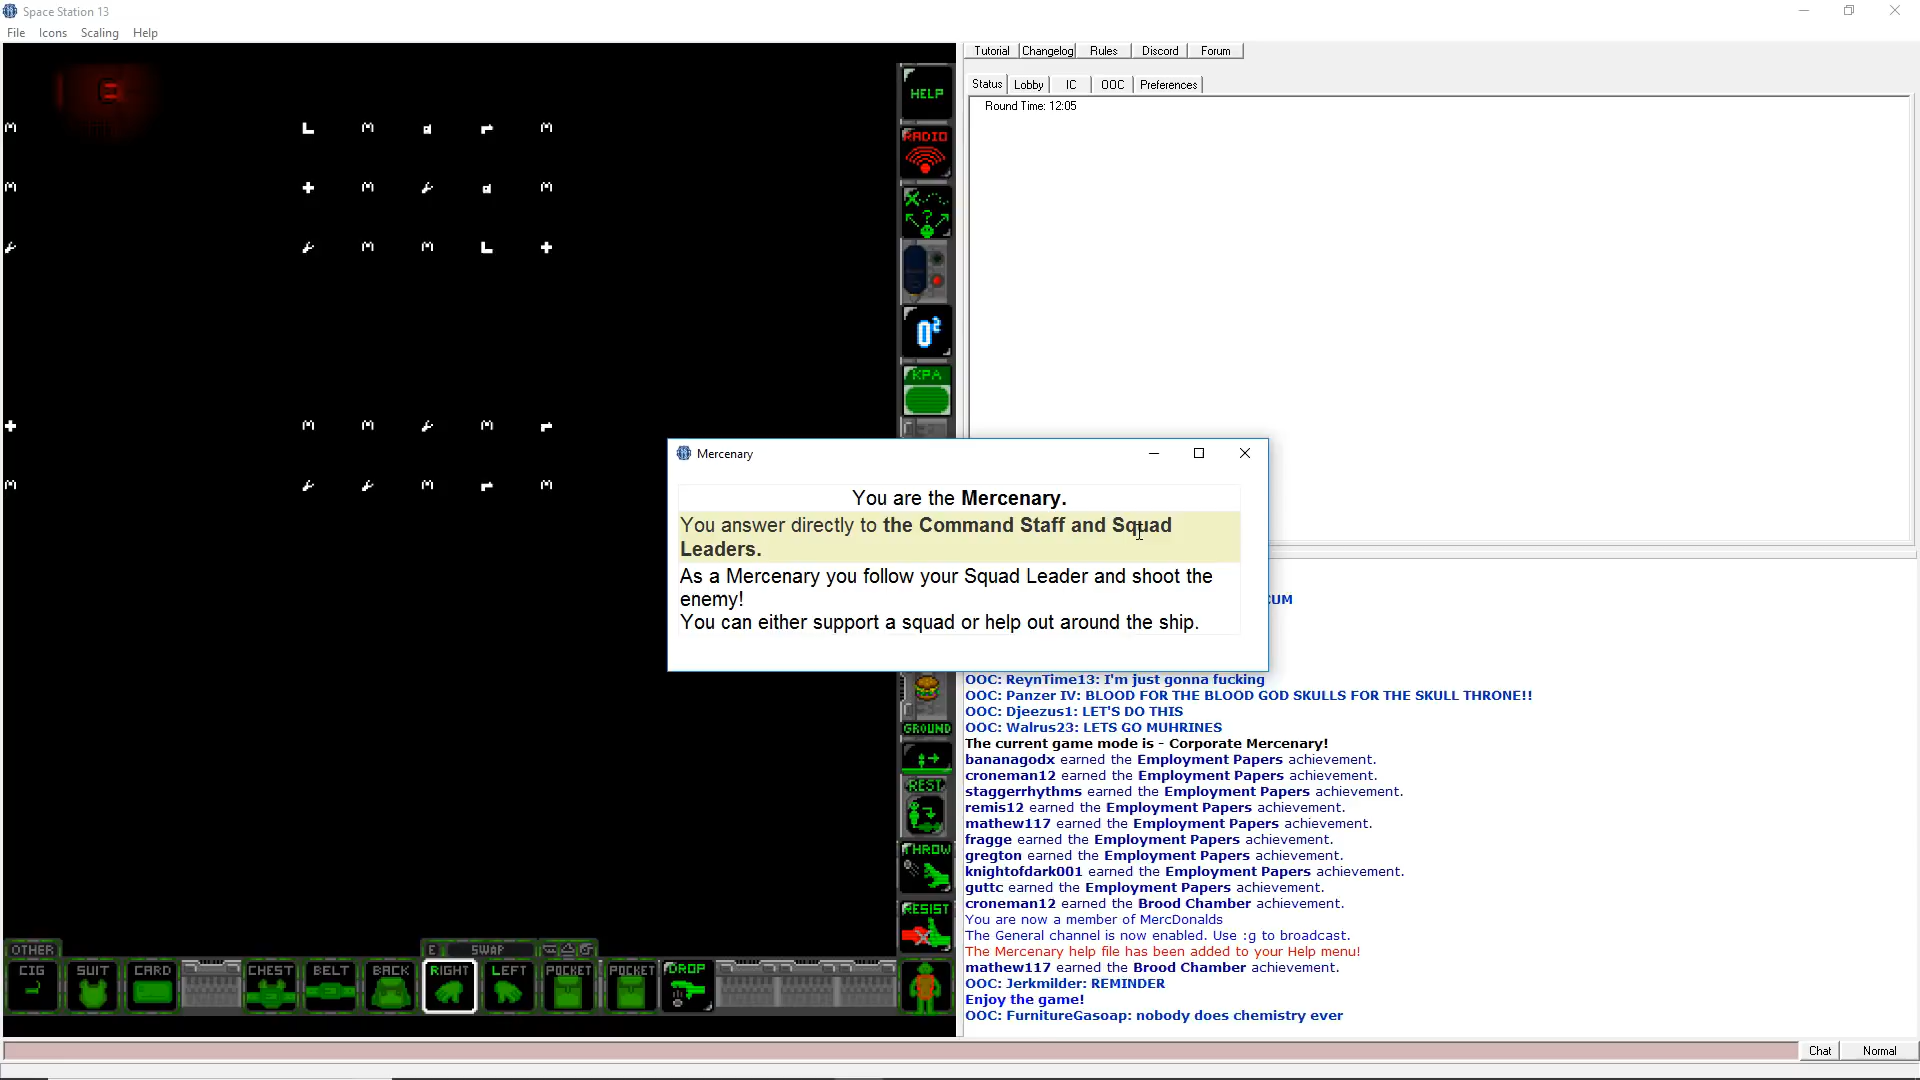 Space Station 13
File Icons Scaling Help
Tutorial Changelog Rules Discord Forum
Status Lobby IC OOC Preferences
Round Time: 12:05
HELP
RADIO
?
O²
KPA
Mercenary
You are the Mercenary.
You answer directly to the Command Staff and Squad
Leaders.
As a Mercenary you follow your Squad Leader and shoot the
enemy!
You can either support a squad or help out around the ship.
CUM
OOC: ReynTime13: I'm just gonna fucking
OOC: Panzer IV: BLOOD FOR THE BLOOD GOD SKULLS FOR THE SKULL THRONE!!
OOC: Djeezus1: LET'S DO THIS
OOC: Walrus23: LETS GO MUHRINES
The current game mode is - Corporate Mercenary!
bananagodx earned the Employment Papers achievement.
croneman12 earned the Employment Papers achievement.
staggerrhythms earned the Employment Papers achievement.
remis12 earned the Employment Papers achievement.
mathew117 earned the Employment Papers achievement.
fragge earned the Employment Papers achievement.
gregton earned the Employment Papers achievement.
knightofdark001 earned the Employment Papers achievement.
guttc earned the Employment Papers achievement.
croneman12 earned the Brood Chamber achievement.
You are now a member of MercDonalds
The General channel is now enabled. Use :g to broadcast.
The Mercenary help file has been added to your Help menu!
mathew117 earned the Brood Chamber achievement.
OOC: Jerkmilder: REMINDER
Enjoy the game!
OOC: FurnitureGasoap: nobody does chemistry ever
GROUND
REST
THROW
RESIST
OTHER E SWAP
CIG SUIT CARD CHEST BELT BACK RIGHT LEFT POCKET POCKET DROP
Chat Normal